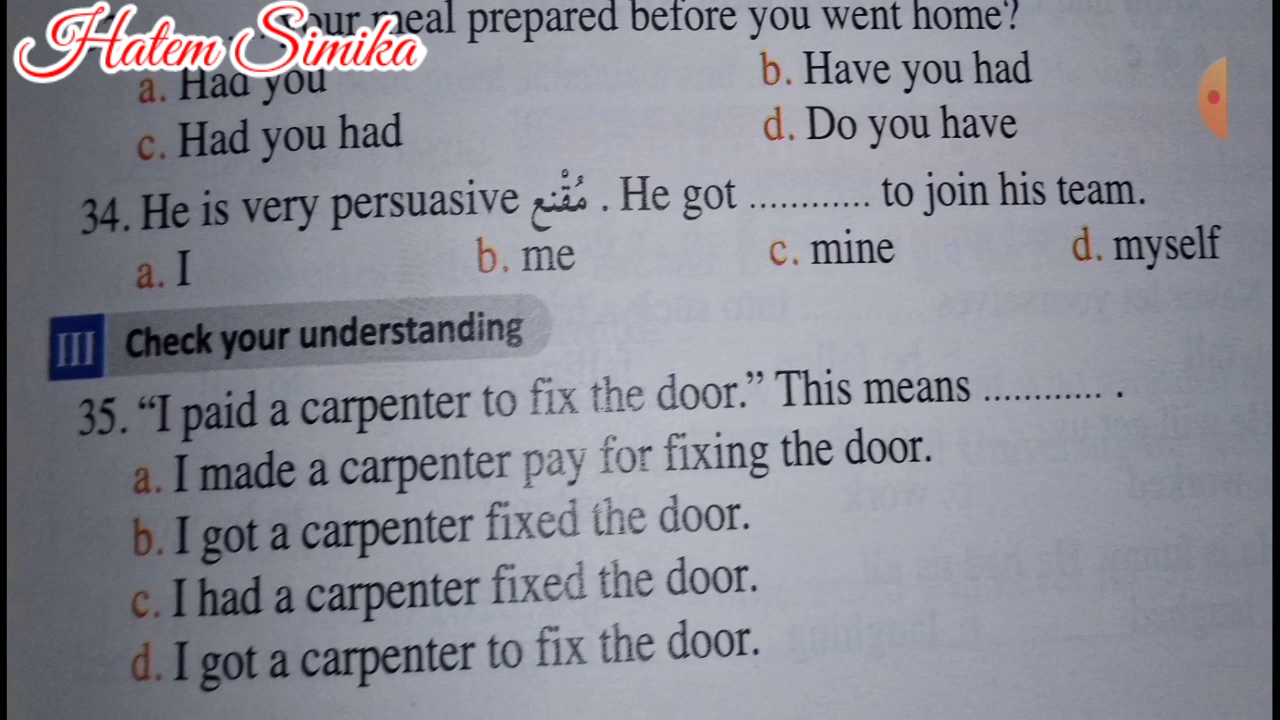 Hatem Simika
your meal prepared before you went home?
a. Had you b. Have you had
c. Had you had d. Do you have
34. He is very persuasive مُقْنِع . He got ............ to join his team.
a. I b. me c. mine d. myself
III Check your understanding
35. “I paid a carpenter to fix the door.” This means ............ .
a. I made a carpenter pay for fixing the door.
b. I got a carpenter fixed the door.
c. I had a carpenter fixed the door.
d. I got a carpenter to fix the door.